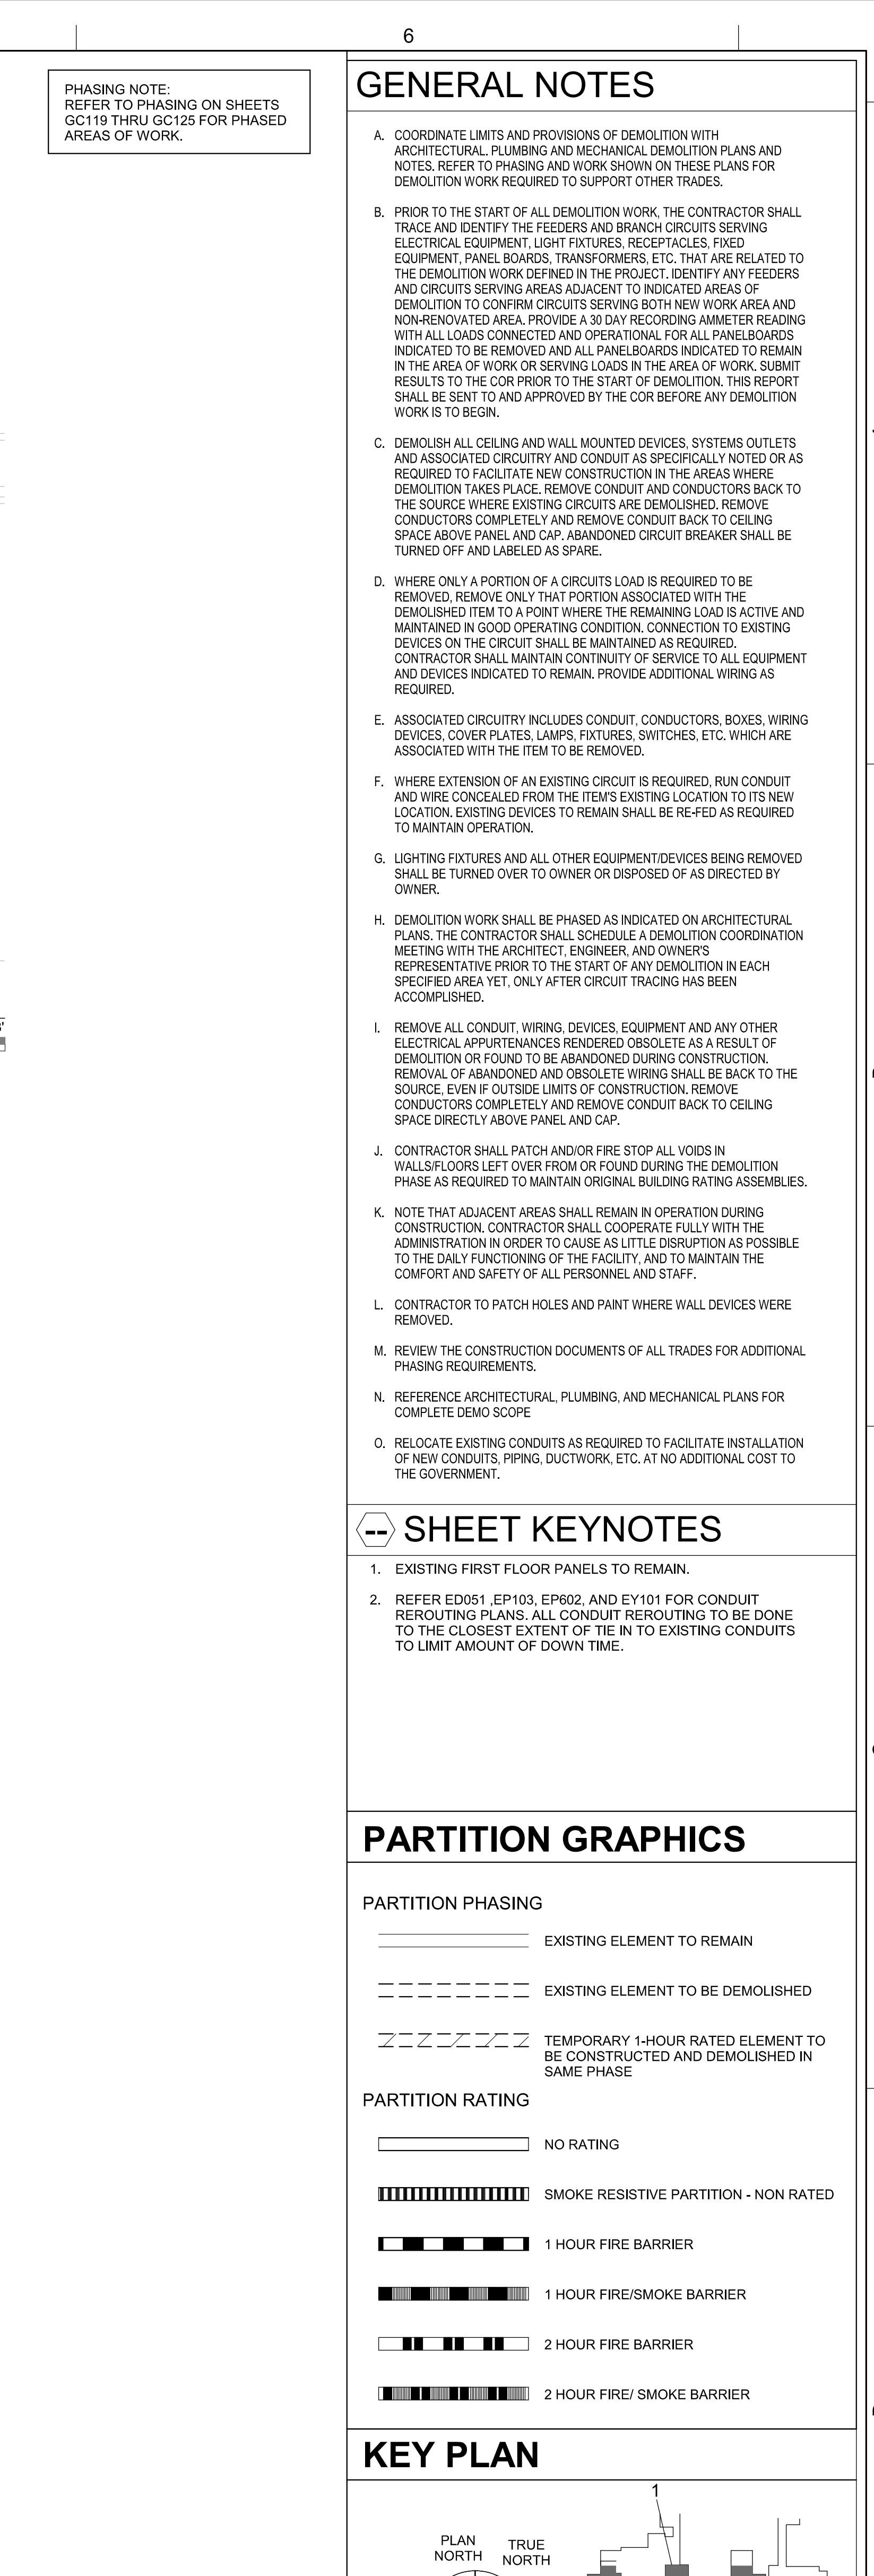 6
PHASING NOTE:
REFER TO PHASING ON SHEETS
GC119 THRU GC125 FOR PHASED
AREAS OF WORK.
GENERAL NOTES
A. COORDINATE LIMITS AND PROVISIONS OF DEMOLITION WITH
ARCHITECTURAL. PLUMBING AND MECHANICAL DEMOLITION PLANS AND
NOTES. REFER TO PHASING AND WORK SHOWN ON THESE PLANS FOR
DEMOLITION WORK REQUIRED TO SUPPORT OTHER TRADES.
B. PRIOR TO THE START OF ALL DEMOLITION WORK, THE CONTRACTOR SHALL
TRACE AND IDENTIFY THE FEEDERS AND BRANCH CIRCUITS SERVING
ELECTRICAL EQUIPMENT, LIGHT FIXTURES, RECEPTACLES, FIXED
EQUIPMENT, PANEL BOARDS, TRANSFORMERS, ETC. THAT ARE RELATED TO
THE DEMOLITION WORK DEFINED IN THE PROJECT. IDENTIFY ANY FEEDERS
AND CIRCUITS SERVING AREAS ADJACENT TO INDICATED AREAS OF
DEMOLITION TO CONFIRM CIRCUITS SERVING BOTH NEW WORK AREA AND
NON-RENOVATED AREA. PROVIDE A 30 DAY RECORDING AMMETER READING
WITH ALL LOADS CONNECTED AND OPERATIONAL FOR ALL PANELBOARDS
INDICATED TO BE REMOVED AND ALL PANELBOARDS INDICATED TO REMAIN
IN THE AREA OF WORK OR SERVING LOADS IN THE AREA OF WORK. SUBMIT
RESULTS TO THE COR PRIOR TO THE START OF DEMOLITION. THIS REPORT
SHALL BE SENT TO AND APPROVED BY THE COR BEFORE ANY DEMOLITION
WORK IS TO BEGIN.
C. DEMOLISH ALL CEILING AND WALL MOUNTED DEVICES, SYSTEMS OUTLETS
AND ASSOCIATED CIRCUITRY AND CONDUIT AS SPECIFICALLY NOTED OR AS
REQUIRED TO FACILITATE NEW CONSTRUCTION IN THE AREAS WHERE
DEMOLITION TAKES PLACE. REMOVE CONDUIT AND CONDUCTORS BACK TO
THE SOURCE WHERE EXISTING CIRCUITS ARE DEMOLISHED. REMOVE
CONDUCTORS COMPLETELY AND REMOVE CONDUIT BACK TO CEILING
SPACE ABOVE PANEL AND CAP. ABANDONED CIRCUIT BREAKER SHALL BE
TURNED OFF AND LABELED AS SPARE.
D. WHERE ONLY A PORTION OF A CIRCUITS LOAD IS REQUIRED TO BE
REMOVED, REMOVE ONLY THAT PORTION ASSOCIATED WITH THE
DEMOLISHED ITEM TO A POINT WHERE THE REMAINING LOAD IS ACTIVE AND
MAINTAINED IN GOOD OPERATING CONDITION. CONNECTION TO EXISTING
DEVICES ON THE CIRCUIT SHALL BE MAINTAINED AS REQUIRED.
CONTRACTOR SHALL MAINTAIN CONTINUITY OF SERVICE TO ALL EQUIPMENT
AND DEVICES INDICATED TO REMAIN. PROVIDE ADDITIONAL WIRING AS
REQUIRED.
E. ASSOCIATED CIRCUITRY INCLUDES CONDUIT, CONDUCTORS, BOXES, WIRING
DEVICES, COVER PLATES, LAMPS, FIXTURES, SWITCHES, ETC. WHICH ARE
ASSOCIATED WITH THE ITEM TO BE REMOVED.
F. WHERE EXTENSION OF AN EXISTING CIRCUIT IS REQUIRED, RUN CONDUIT
AND WIRE CONCEALED FROM THE ITEM'S EXISTING LOCATION TO ITS NEW
LOCATION. EXISTING DEVICES TO REMAIN SHALL BE RE-FED AS REQUIRED
TO MAINTAIN OPERATION.
G. LIGHTING FIXTURES AND ALL OTHER EQUIPMENT/DEVICES BEING REMOVED
SHALL BE TURNED OVER TO OWNER OR DISPOSED OF AS DIRECTED BY
OWNER.
H. DEMOLITION WORK SHALL BE PHASED AS INDICATED ON ARCHITECTURAL
PLANS. THE CONTRACTOR SHALL SCHEDULE A DEMOLITION COORDINATION
MEETING WITH THE ARCHITECT, ENGINEER, AND OWNER'S
REPRESENTATIVE PRIOR TO THE START OF ANY DEMOLITION IN EACH
SPECIFIED AREA YET, ONLY AFTER CIRCUIT TRACING HAS BEEN
ACCOMPLISHED.
I. REMOVE ALL CONDUIT, WIRING, DEVICES, EQUIPMENT AND ANY OTHER
ELECTRICAL APPURTENANCES RENDERED OBSOLETE AS A RESULT OF
DEMOLITION OR FOUND TO BE ABANDONED DURING CONSTRUCTION.
REMOVAL OF ABANDONED AND OBSOLETE WIRING SHALL BE BACK TO THE
SOURCE, EVEN IF OUTSIDE LIMITS OF CONSTRUCTION. REMOVE
CONDUCTORS COMPLETELY AND REMOVE CONDUIT BACK TO CEILING
SPACE DIRECTLY ABOVE PANEL AND CAP.
J. CONTRACTOR SHALL PATCH AND/OR FIRE STOP ALL VOIDS IN
WALLS/FLOORS LEFT OVER FROM OR FOUND DURING THE DEMOLITION
PHASE AS REQUIRED TO MAINTAIN ORIGINAL BUILDING RATING ASSEMBLIES.
K. NOTE THAT ADJACENT AREAS SHALL REMAIN IN OPERATION DURING
CONSTRUCTION. CONTRACTOR SHALL COOPERATE FULLY WITH THE
ADMINISTRATION IN ORDER TO CAUSE AS LITTLE DISRUPTION AS POSSIBLE
TO THE DAILY FUNCTIONING OF THE FACILITY, AND TO MAINTAIN THE
COMFORT AND SAFETY OF ALL PERSONNEL AND STAFF.
L. CONTRACTOR TO PATCH HOLES AND PAINT WHERE WALL DEVICES WERE
REMOVED.
M. REVIEW THE CONSTRUCTION DOCUMENTS OF ALL TRADES FOR ADDITIONAL
PHASING REQUIREMENTS.
N. REFERENCE ARCHITECTURAL, PLUMBING, AND MECHANICAL PLANS FOR
COMPLETE DEMO SCOPE
O. RELOCATE EXISTING CONDUITS AS REQUIRED TO FACILITATE INSTALLATION
OF NEW CONDUITS, PIPING, DUCTWORK, ETC. AT NO ADDITIONAL COST TO
THE GOVERNMENT.
-- SHEET KEYNOTES
1. EXISTING FIRST FLOOR PANELS TO REMAIN.
2. REFER ED051 ,EP103, EP602, AND EY101 FOR CONDUIT
REROUTING PLANS. ALL CONDUIT REROUTING TO BE DONE
TO THE CLOSEST EXTENT OF TIE IN TO EXISTING CONDUITS
TO LIMIT AMOUNT OF DOWN TIME.
PARTITION GRAPHICS
PARTITION PHASING
EXISTING ELEMENT TO REMAIN
EXISTING ELEMENT TO BE DEMOLISHED
TEMPORARY 1-HOUR RATED ELEMENT TO
BE CONSTRUCTED AND DEMOLISHED IN
SAME PHASE
PARTITION RATING
NO RATING
SMOKE RESISTIVE PARTITION - NON RATED
1 HOUR FIRE BARRIER
1 HOUR FIRE/SMOKE BARRIER
2 HOUR FIRE BARRIER
2 HOUR FIRE/ SMOKE BARRIER
KEY PLAN
1
PLAN
NORTH
TRUE
NORTH